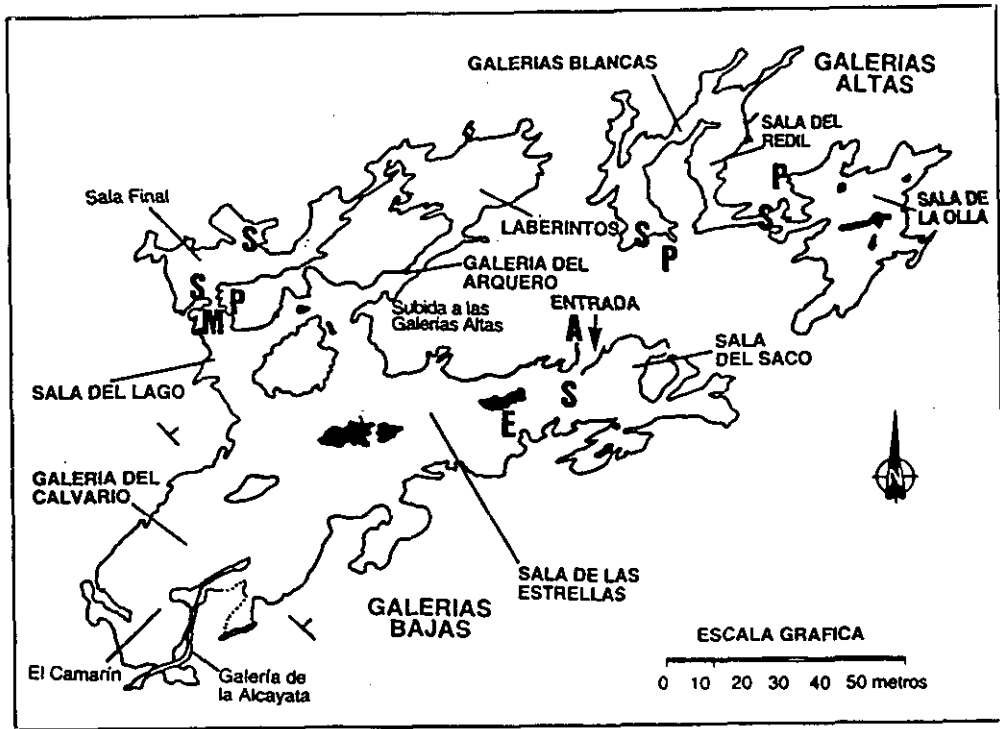 GALERIAS BLANCAS
GALERIAS
ALTAS
SALA DEL
REDIL
P
Sala Final
SALA DE
LA OLLA
S
S
LABERINTOS
S
P
GALERIA DEL
ARQUERO
S
P
M
Subida a las
Galerías Altas
ENTRADA
A
SALA
DEL SACO
SALA DEL LAGO
S
E
GALERIA DEL
CALVARIO
N
SALA DE LAS
ESTRELLAS
GALERIAS
BAJAS
ESCALA GRAFICA
El Camarín
Galería de
la Alcayata
0 10 20 30 40 50 metros